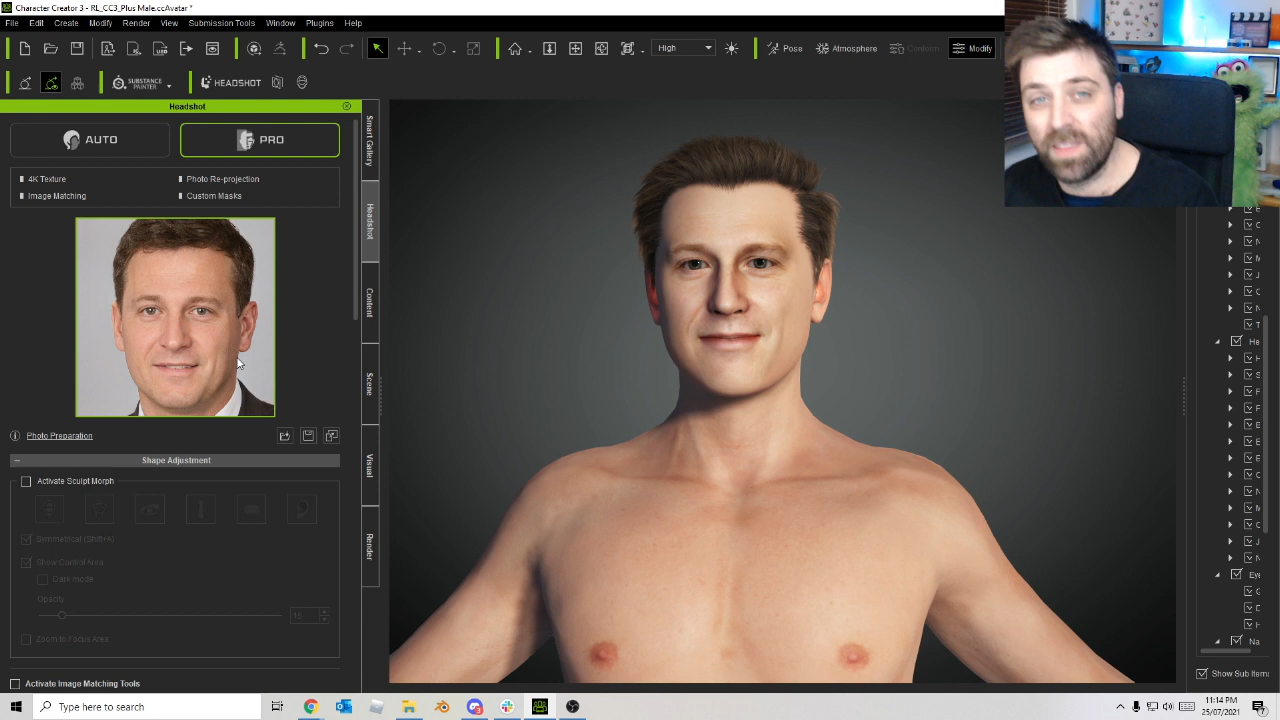 Character Creator 3 - RL_CC3_Plus Male.ccAvatar *
File Edit Create Modify Render View Submission Tools Window Plugins Help
High Pose Atmosphere Conform Modify
SUBSTANCE PAINTER HEADSHOT
Headshot
AUTO PRO
4K Texture Photo Re-projection
Image Matching Custom Masks
Smart Gallery
Headshot
Content
Scene
Visual
Render
Photo Preparation
Shape Adjustment
Activate Sculpt Morph
Symmetrical (Shift+A)
Show Control Area
Dark mode
Opacity
15
Zoom to Focus Area
Activate Image Matching Tools
He
Eye
Na
Show Sub Items
Type here to search
11:14 PM
25/07/2021